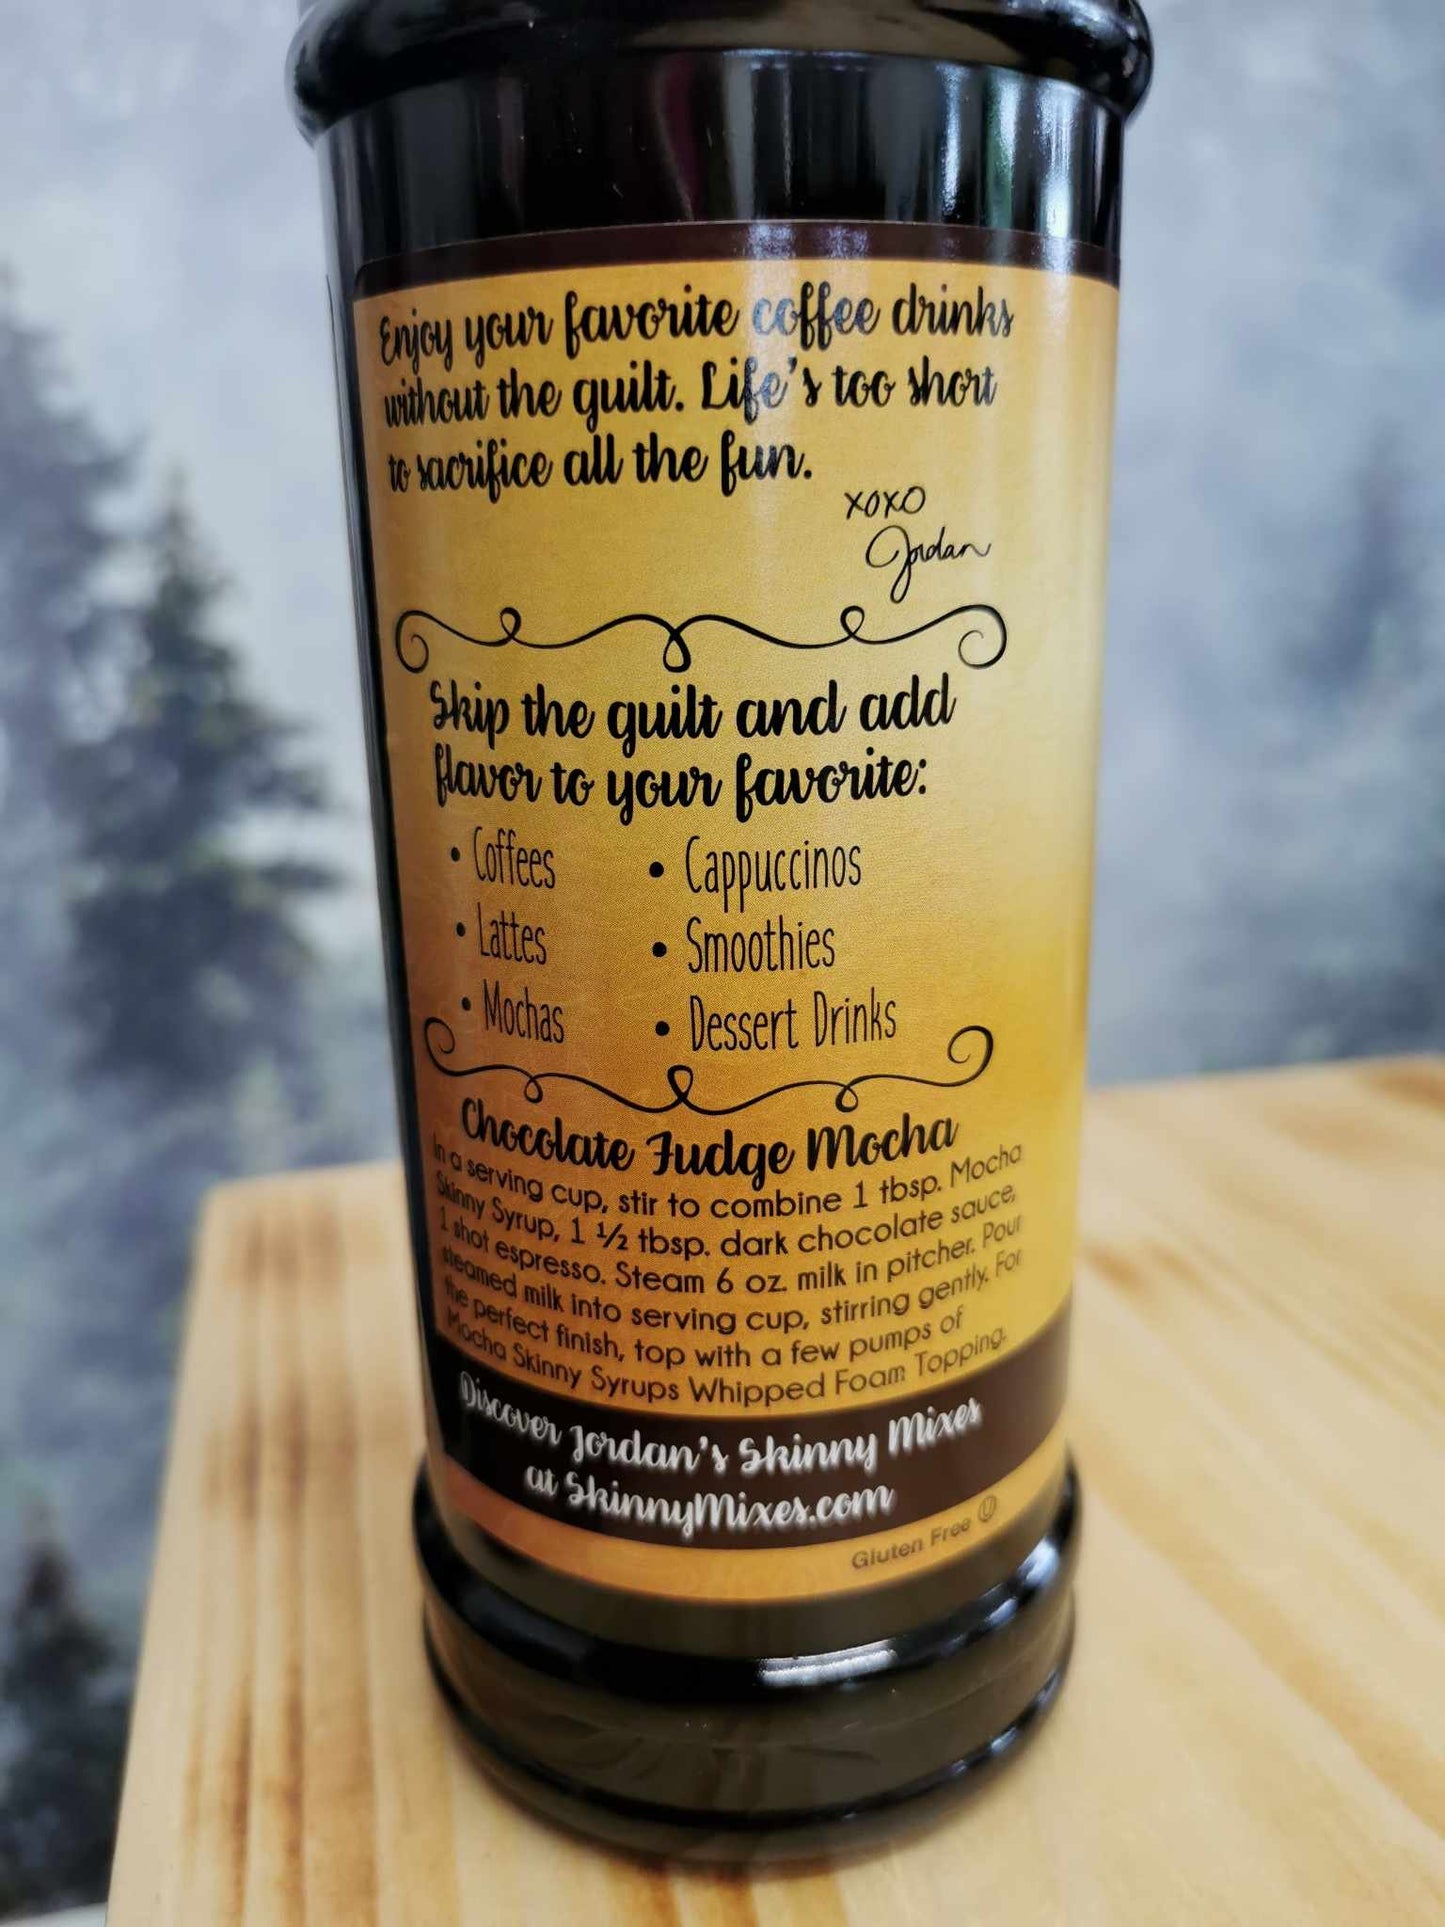 Enjoy your favorite coffee drinks
without the guilt. Life's too short
to sacrifice all the fun.
XOXO
Jordan
Skip the guilt and add
flavor to your favorite:
• Coffees • Cappuccinos
• Lattes • Smoothies
• Mochas • Dessert Drinks
Chocolate Fudge Mocha
In a serving cup, stir to combine 1 tbsp. Mocha
Skinny Syrup, 1 ½ tbsp. dark chocolate sauce,
1 shot espresso. Steam 6 oz. milk in pitcher. Pour
steamed milk into serving cup, stirring gently. For
the perfect finish, top with a few pumps of
Mocha Skinny Syrups Whipped Foam Topping.
Discover Jordan's Skinny Mixes
at SkinnyMixes.com
Gluten Free Ⓤ